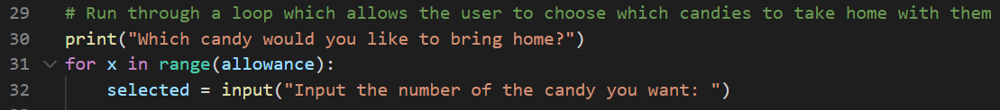 29 # Run through a loop which allows the user to choose which candies to take home with them
30 print("Which candy would you like to bring home?")
31 for x in range(allowance):
32 selected = input("Input the number of the candy you want: ")